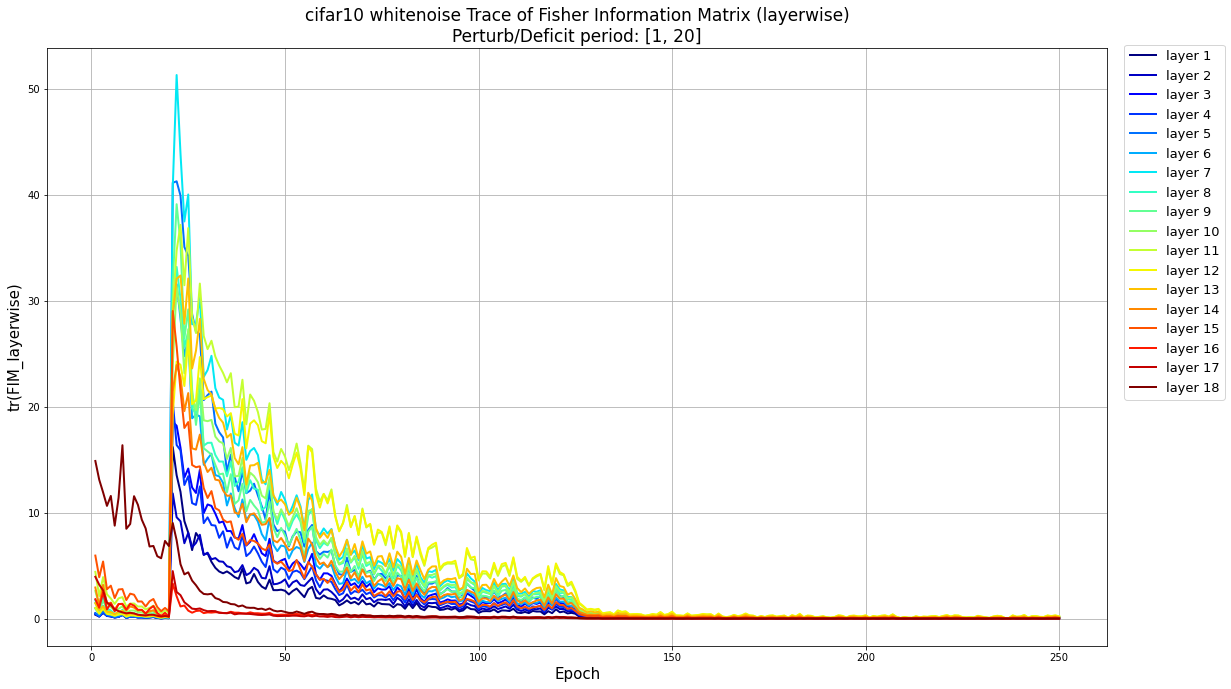 cifar10 whitenoise Trace of Fisher Information Matrix (layerwise)
Perturb/Deficit period: [1, 20]
tr(FIM_layerwise)
50
40
30
20
10
0
0
50
100
150
200
250
Epoch
layer 1
layer 2
layer 3
layer 4
layer 5
layer 6
layer 7
layer 8
layer 9
layer 10
layer 11
layer 12
layer 13
layer 14
layer 15
layer 16
layer 17
layer 18